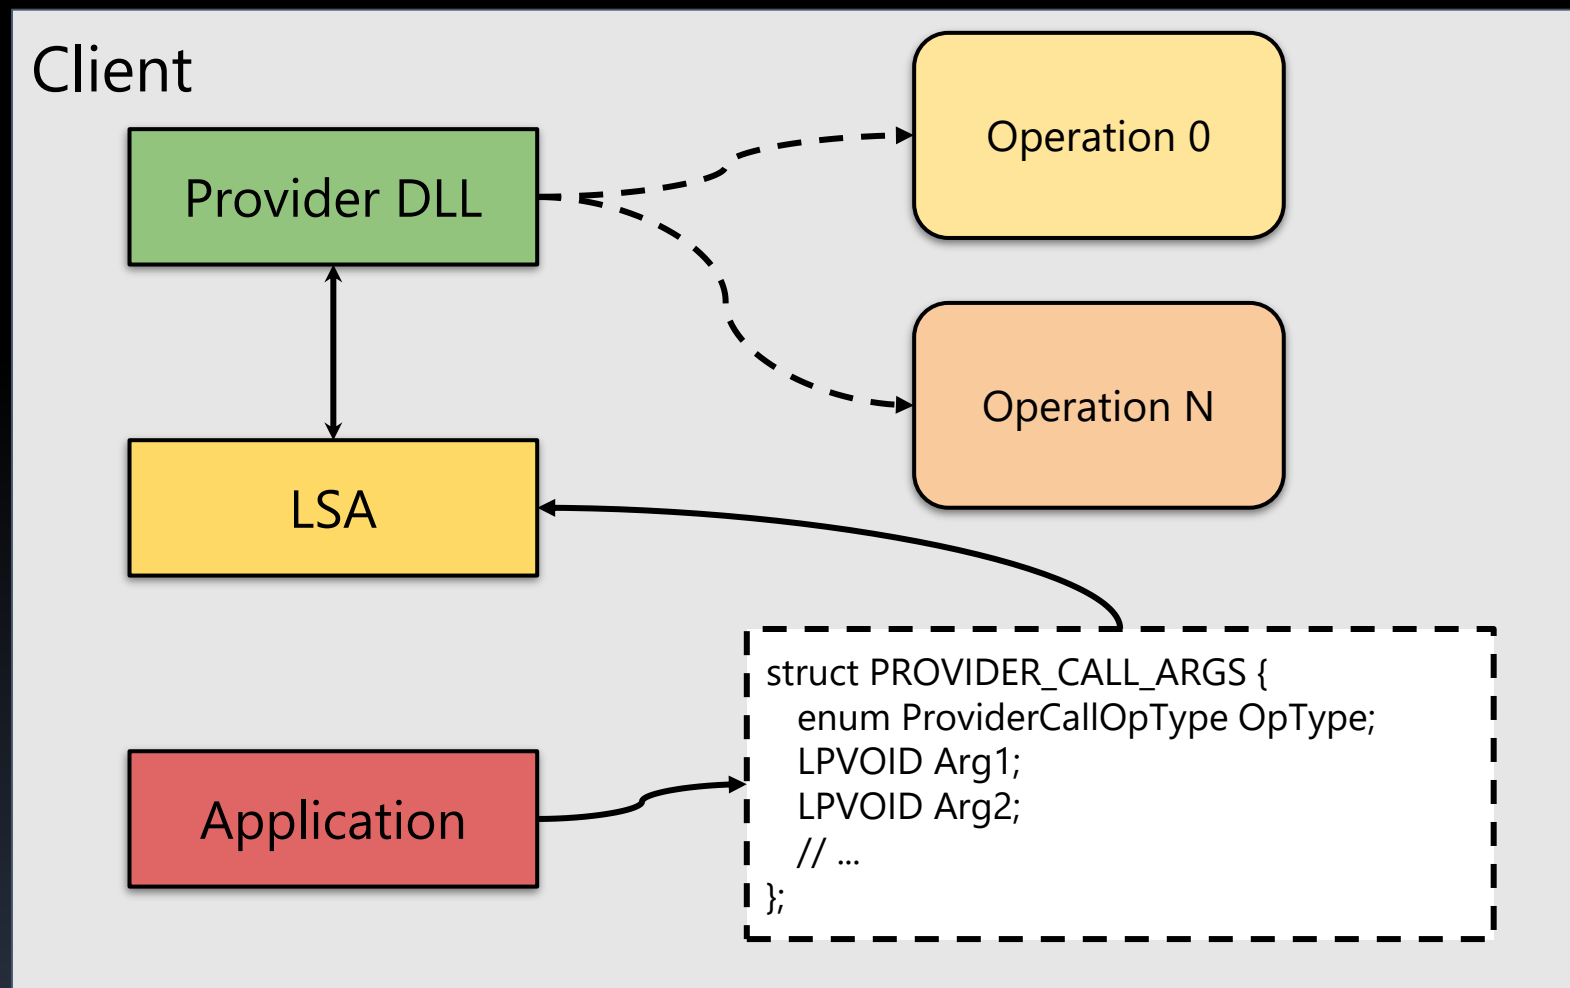 Client
Provider DLL
Operation 0
Operation N
LSA
Application
struct PROVIDER_CALL_ARGS {
enum ProviderCallOpType OpType;
LPVOID Arg1;
LPVOID Arg2;
// ...
};